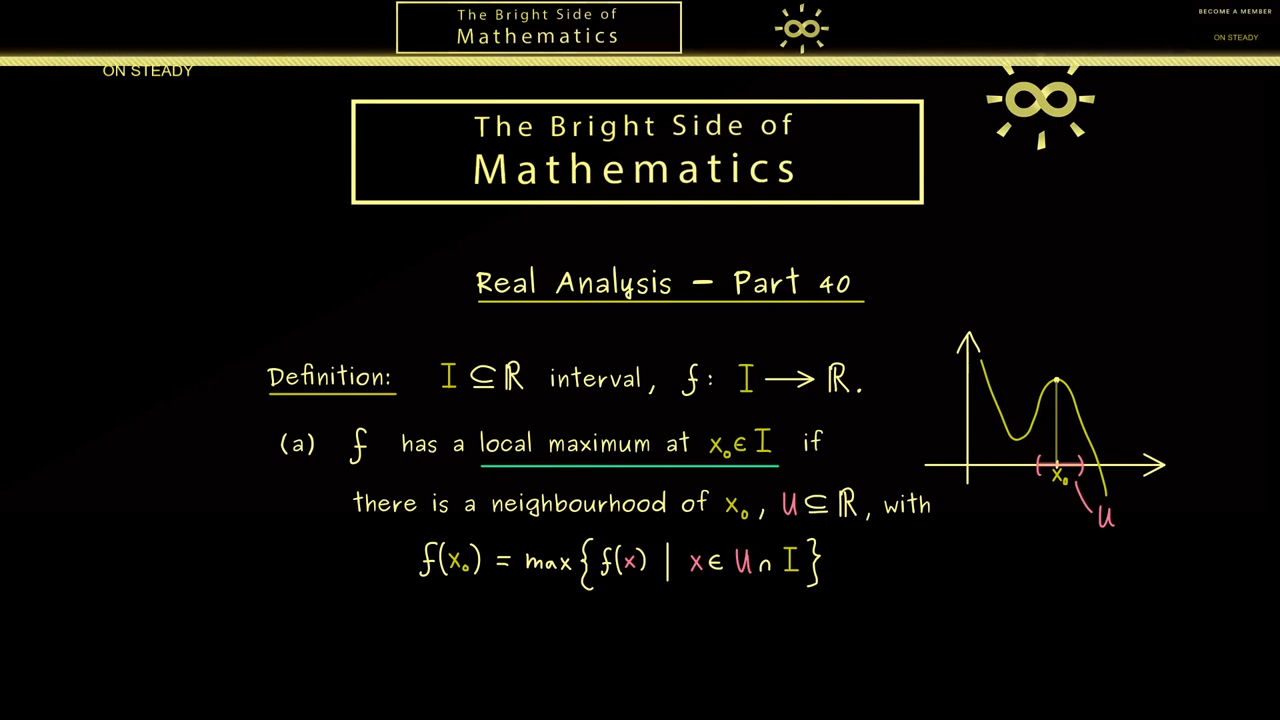 The Bright Side of
Mathematics
BECOME A MEMBER
ON STEADY
ON STEADY
The Bright Side of
Mathematics
Real Analysis – Part 40
Definition: I ⊆ ℝ interval, f: I ⟶ ℝ.
(a) f has a local maximum at x₀ ∈ I if
there is a neighbourhood of x₀, U ⊆ ℝ, with
f(x₀) = max{ f(x) | x ∈ U ∩ I }
x₀
U